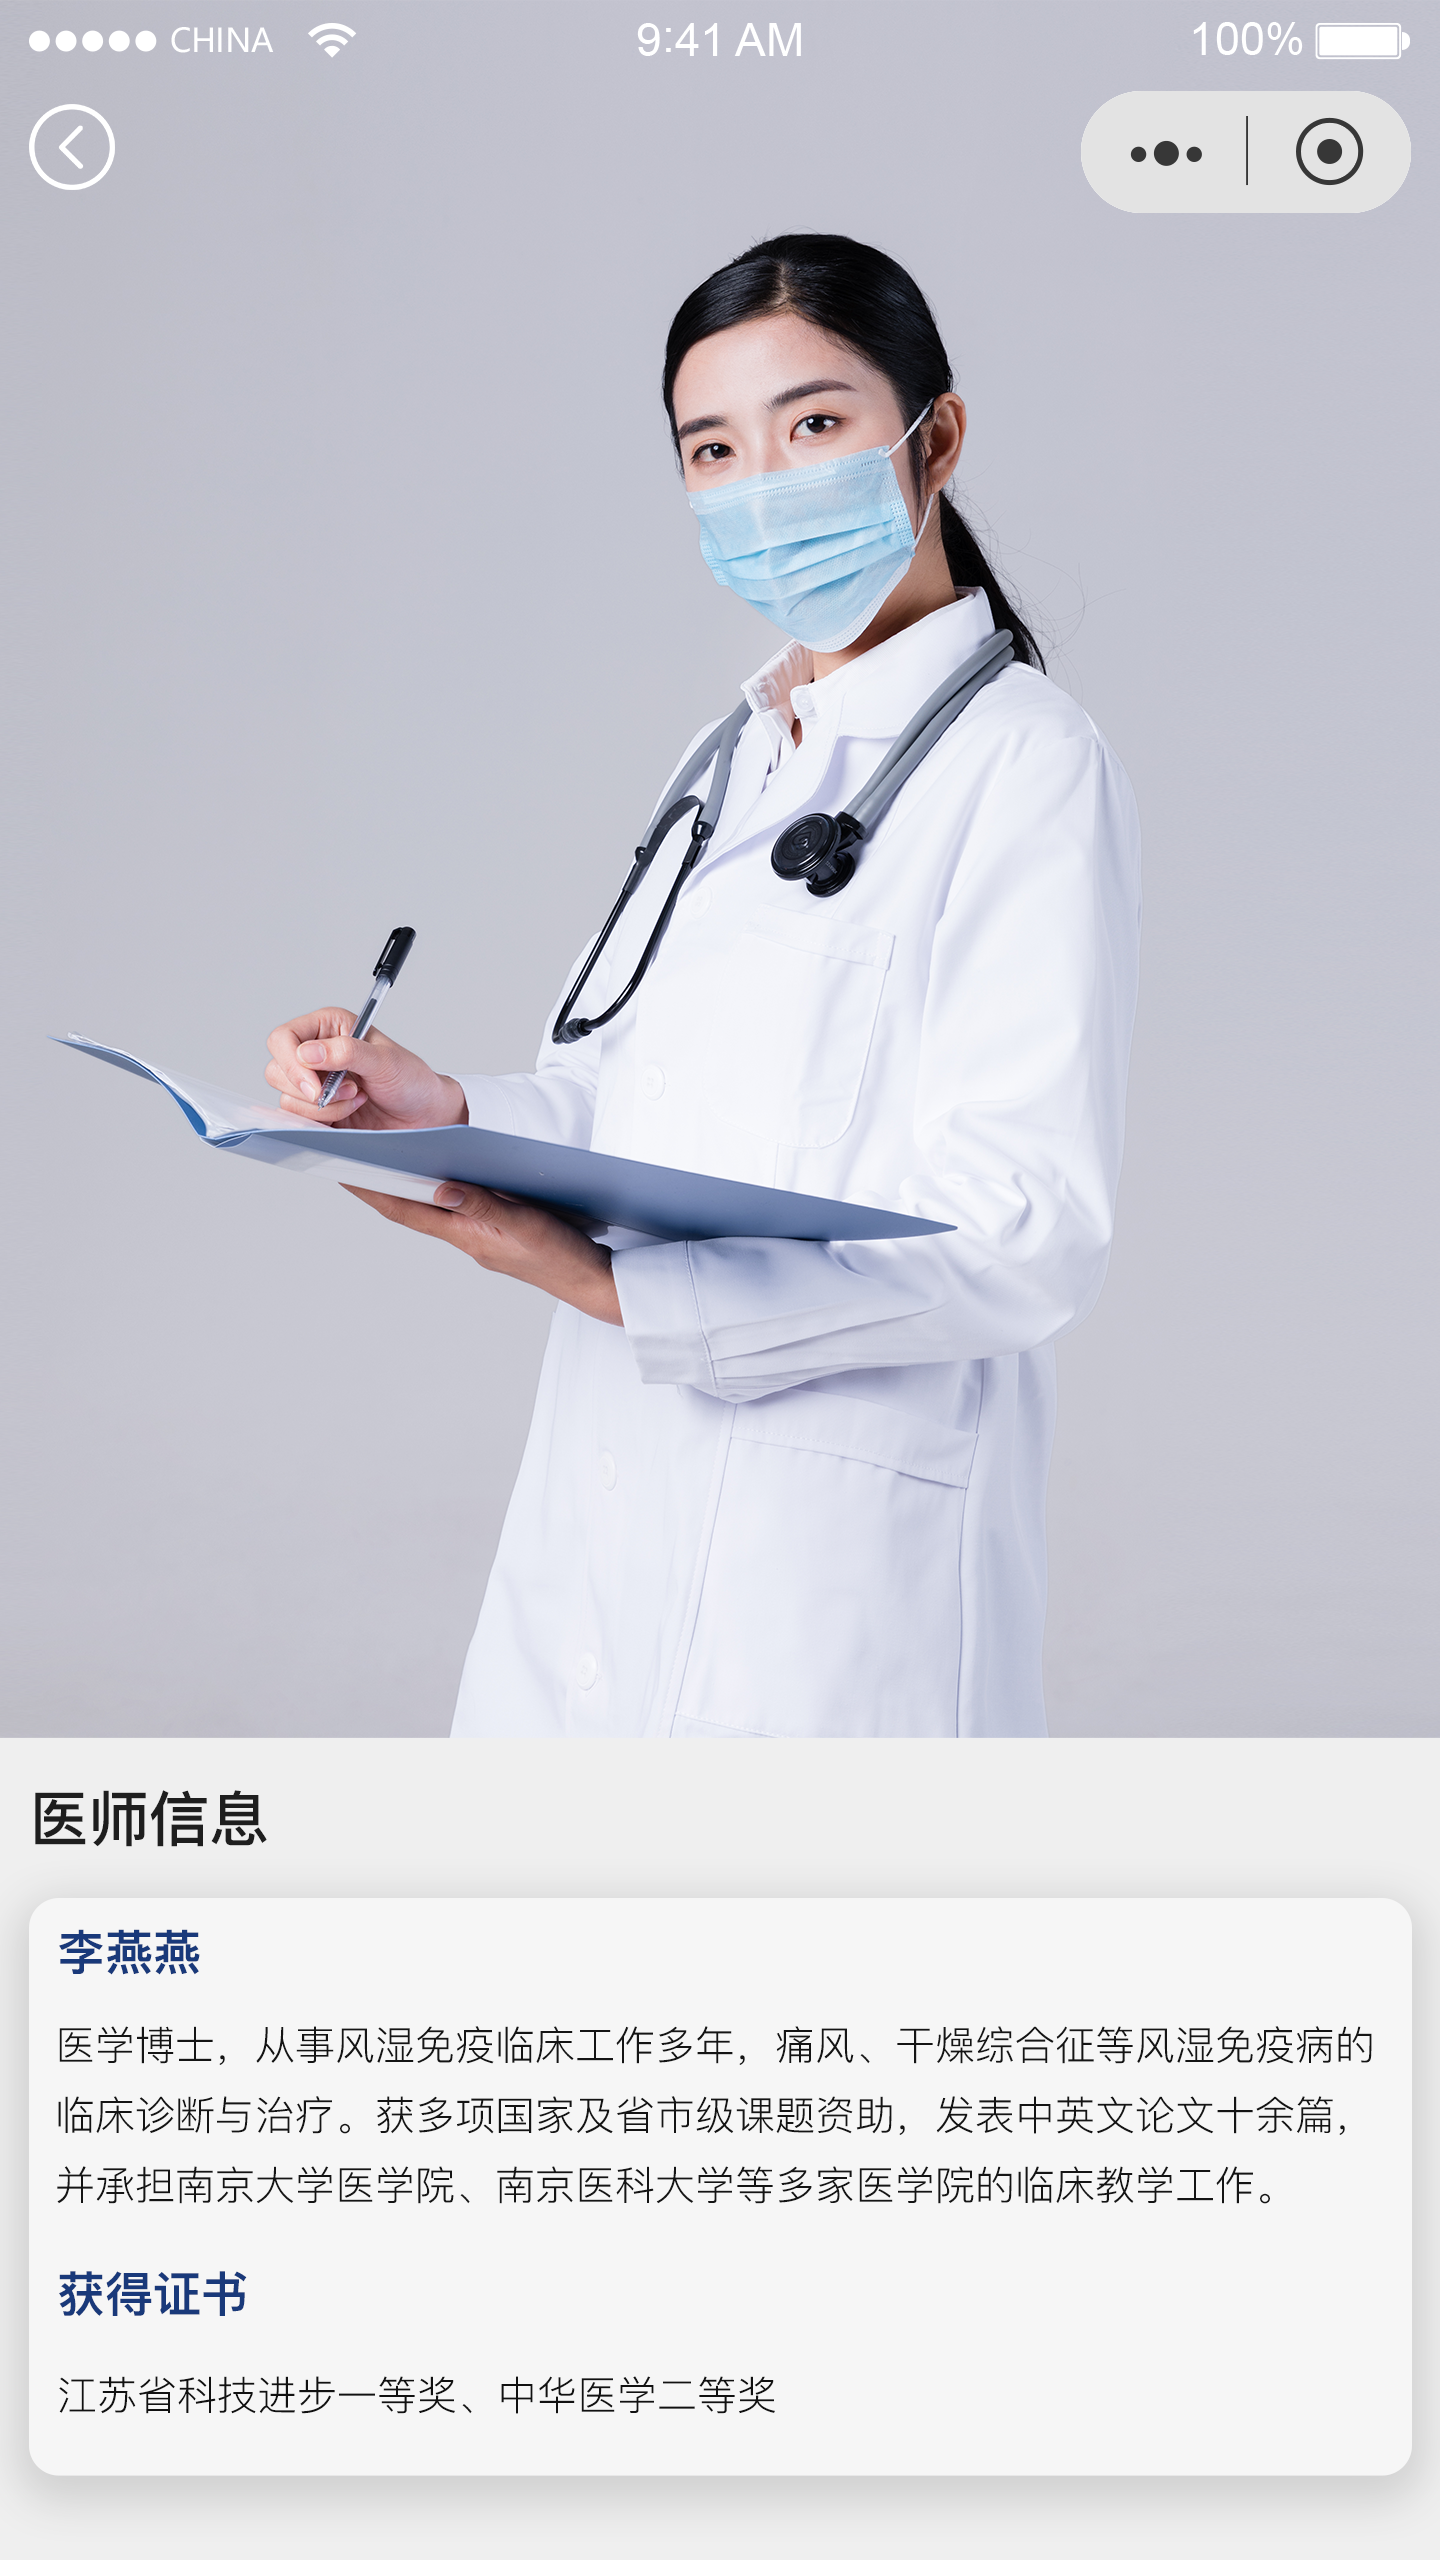 CHINA 9:41 AM 100%
医师信息
李燕燕
医学博士，从事风湿免疫临床工作多年，痛风、干燥综合征等风湿免疫病的
临床诊断与治疗。获多项国家及省市级课题资助，发表中英文论文十余篇，
并承担南京大学医学院、南京医科大学等多家医学院的临床教学工作。
获得证书
江苏省科技进步一等奖、中华医学二等奖